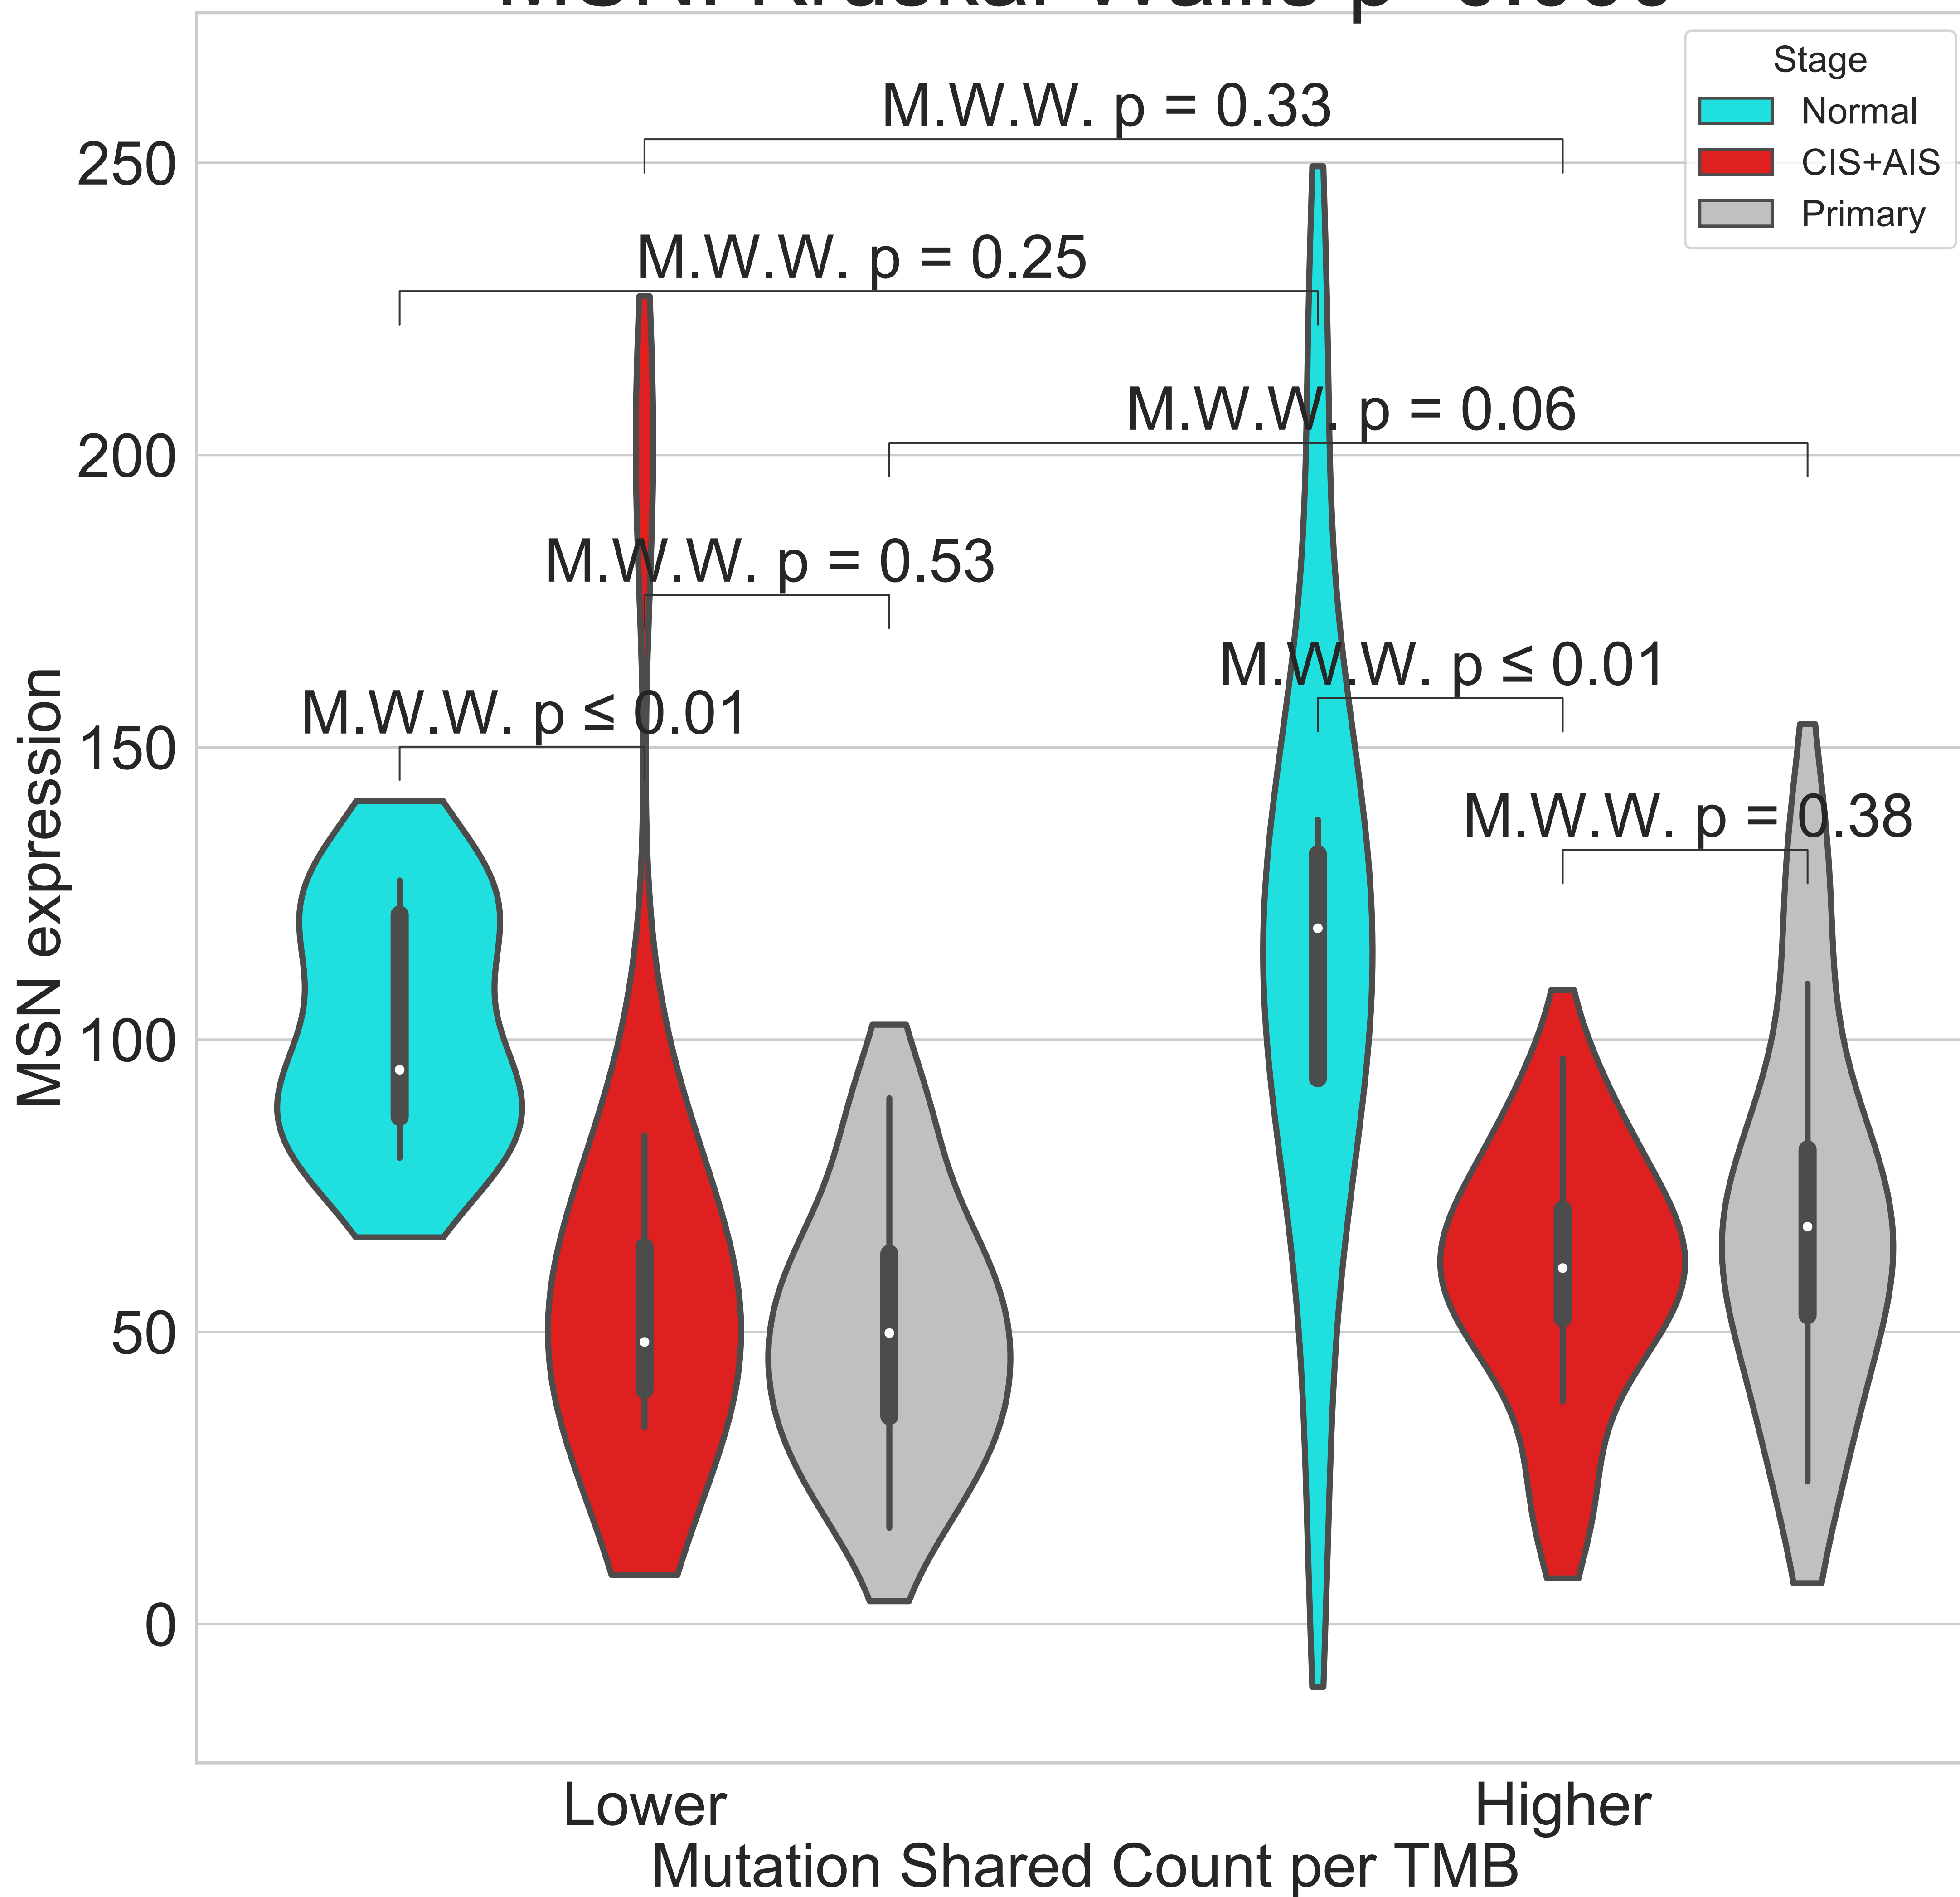 Stage
Normal
CIS+AIS
Primary
M.W.W. p = 0.33
M.W.W. p = 0.25
M.W.W. p = 0.06
M.W.W. p = 0.53
M.W.W. p ≤ 0.01
M.W.W. p ≤ 0.01
M.W.W. p = 0.38
250
200
150
100
50
0
MSN expression
Lower
Higher
Mutation Shared Count per TMB